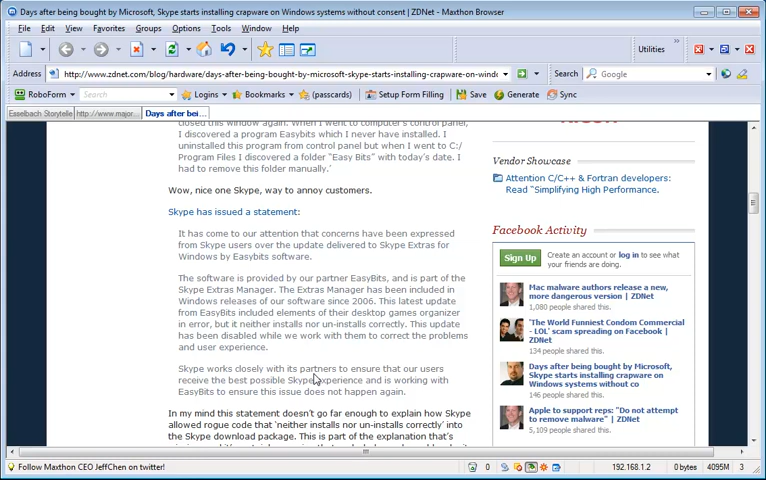 Days after being bought by Microsoft, Skype starts installing crapware on Windows systems without consent | ZDNet - Maxthon Browser
File Edit View Favorites Groups Options Tools Window Help
Utilities
Address http://www.zdnet.com/blog/hardware/days-after-being-bought-by-microsoft-skype-starts-installing-crapware-on-windo Search Google
RoboForm Search Logins Bookmarks (passcards) Setup Form Filling Save Generate Sync
Esselbach Storytelle http://www.major... Days after bei...
closed this window again. When I went to computer's control panel,
I discovered a program Easybits which I never have installed. I
uninstalled this program from control panel but when I went to C:/
Program Files I discovered a folder "Easy Bits" with today's date. I
had to remove this folder manually.'
Wow, nice one Skype, way to annoy customers.
Skype has issued a statement:
It has come to our attention that concerns have been expressed
from Skype users over the update delivered to Skype Extras for
Windows by Easybits software.
The software is provided by our partner EasyBits, and is part of the
Skype Extras Manager. The Extras Manager has been included in
Windows releases of our software since 2006. This latest update
from EasyBits included elements of their desktop games organizer
in error, but it neither installs nor un-installs correctly. This update
has been disabled while we work with them to correct the problems
and user experience.
Skype works closely with its partners to ensure that our users
receive the best possible Skype experience and is working with
EasyBits to ensure this issue does not happen again.
In my mind this statement doesn't go far enough to explain how Skype
allowed rogue code that 'neither installs nor un-installs correctly' into
the Skype download package. This is part of the explanation that's
Vendor Showcase
Attention C/C++ & Fortran developers:
Read "Simplifying High Performance.
Facebook Activity
Sign Up
Create an account or log in to see what
your friends are doing.
Mac malware authors release a new,
more dangerous version | ZDNet
1,080 people shared this.
'The World Funniest Condom Commercial
- LOL' scam spreading on Facebook |
ZDNet
134 people shared this.
Days after being bought by Microsoft,
Skype starts installing crapware on
Windows systems without co
146 people shared this.
Apple to support reps: "Do not attempt
to remove malware" | ZDNet
5,109 people shared this.
Follow Maxthon CEO JeffChen on twitter! 0 192.168.1.2 0 bytes 4095M 3